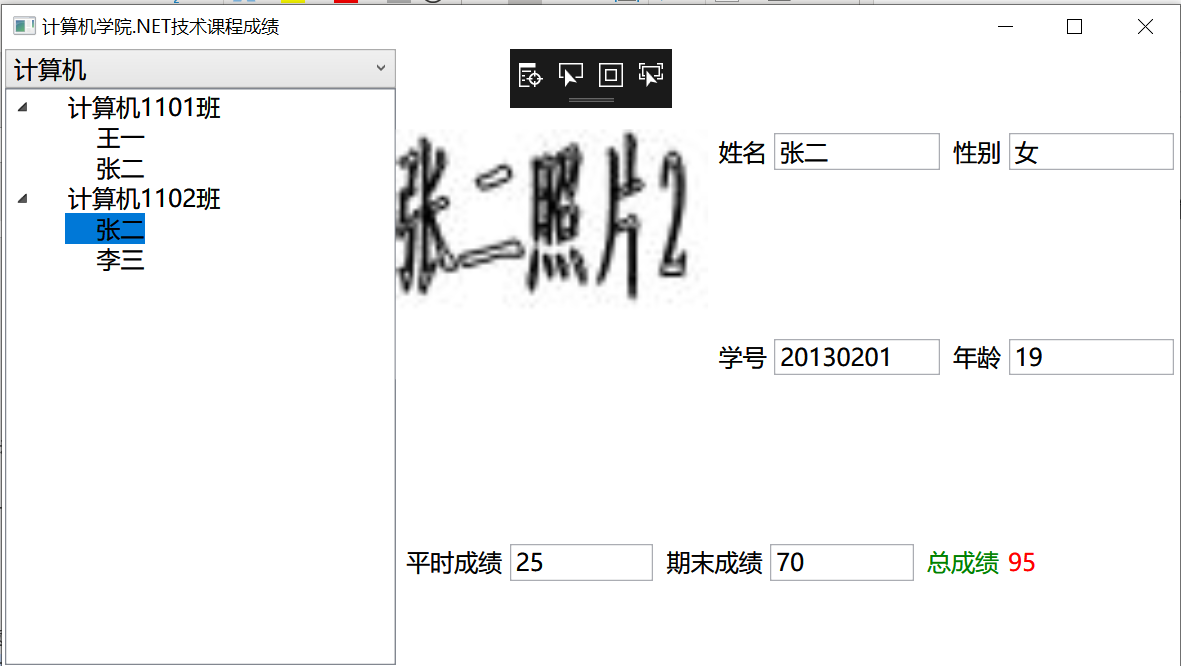 计算机学院.NET技术课程成绩
计算机
计算机1101班
王一
张二
计算机1102班
张二
李三
张二照片2
姓名 张二 性别 女
学号 20130201 年龄 19
平时成绩 25 期末成绩 70 总成绩 95